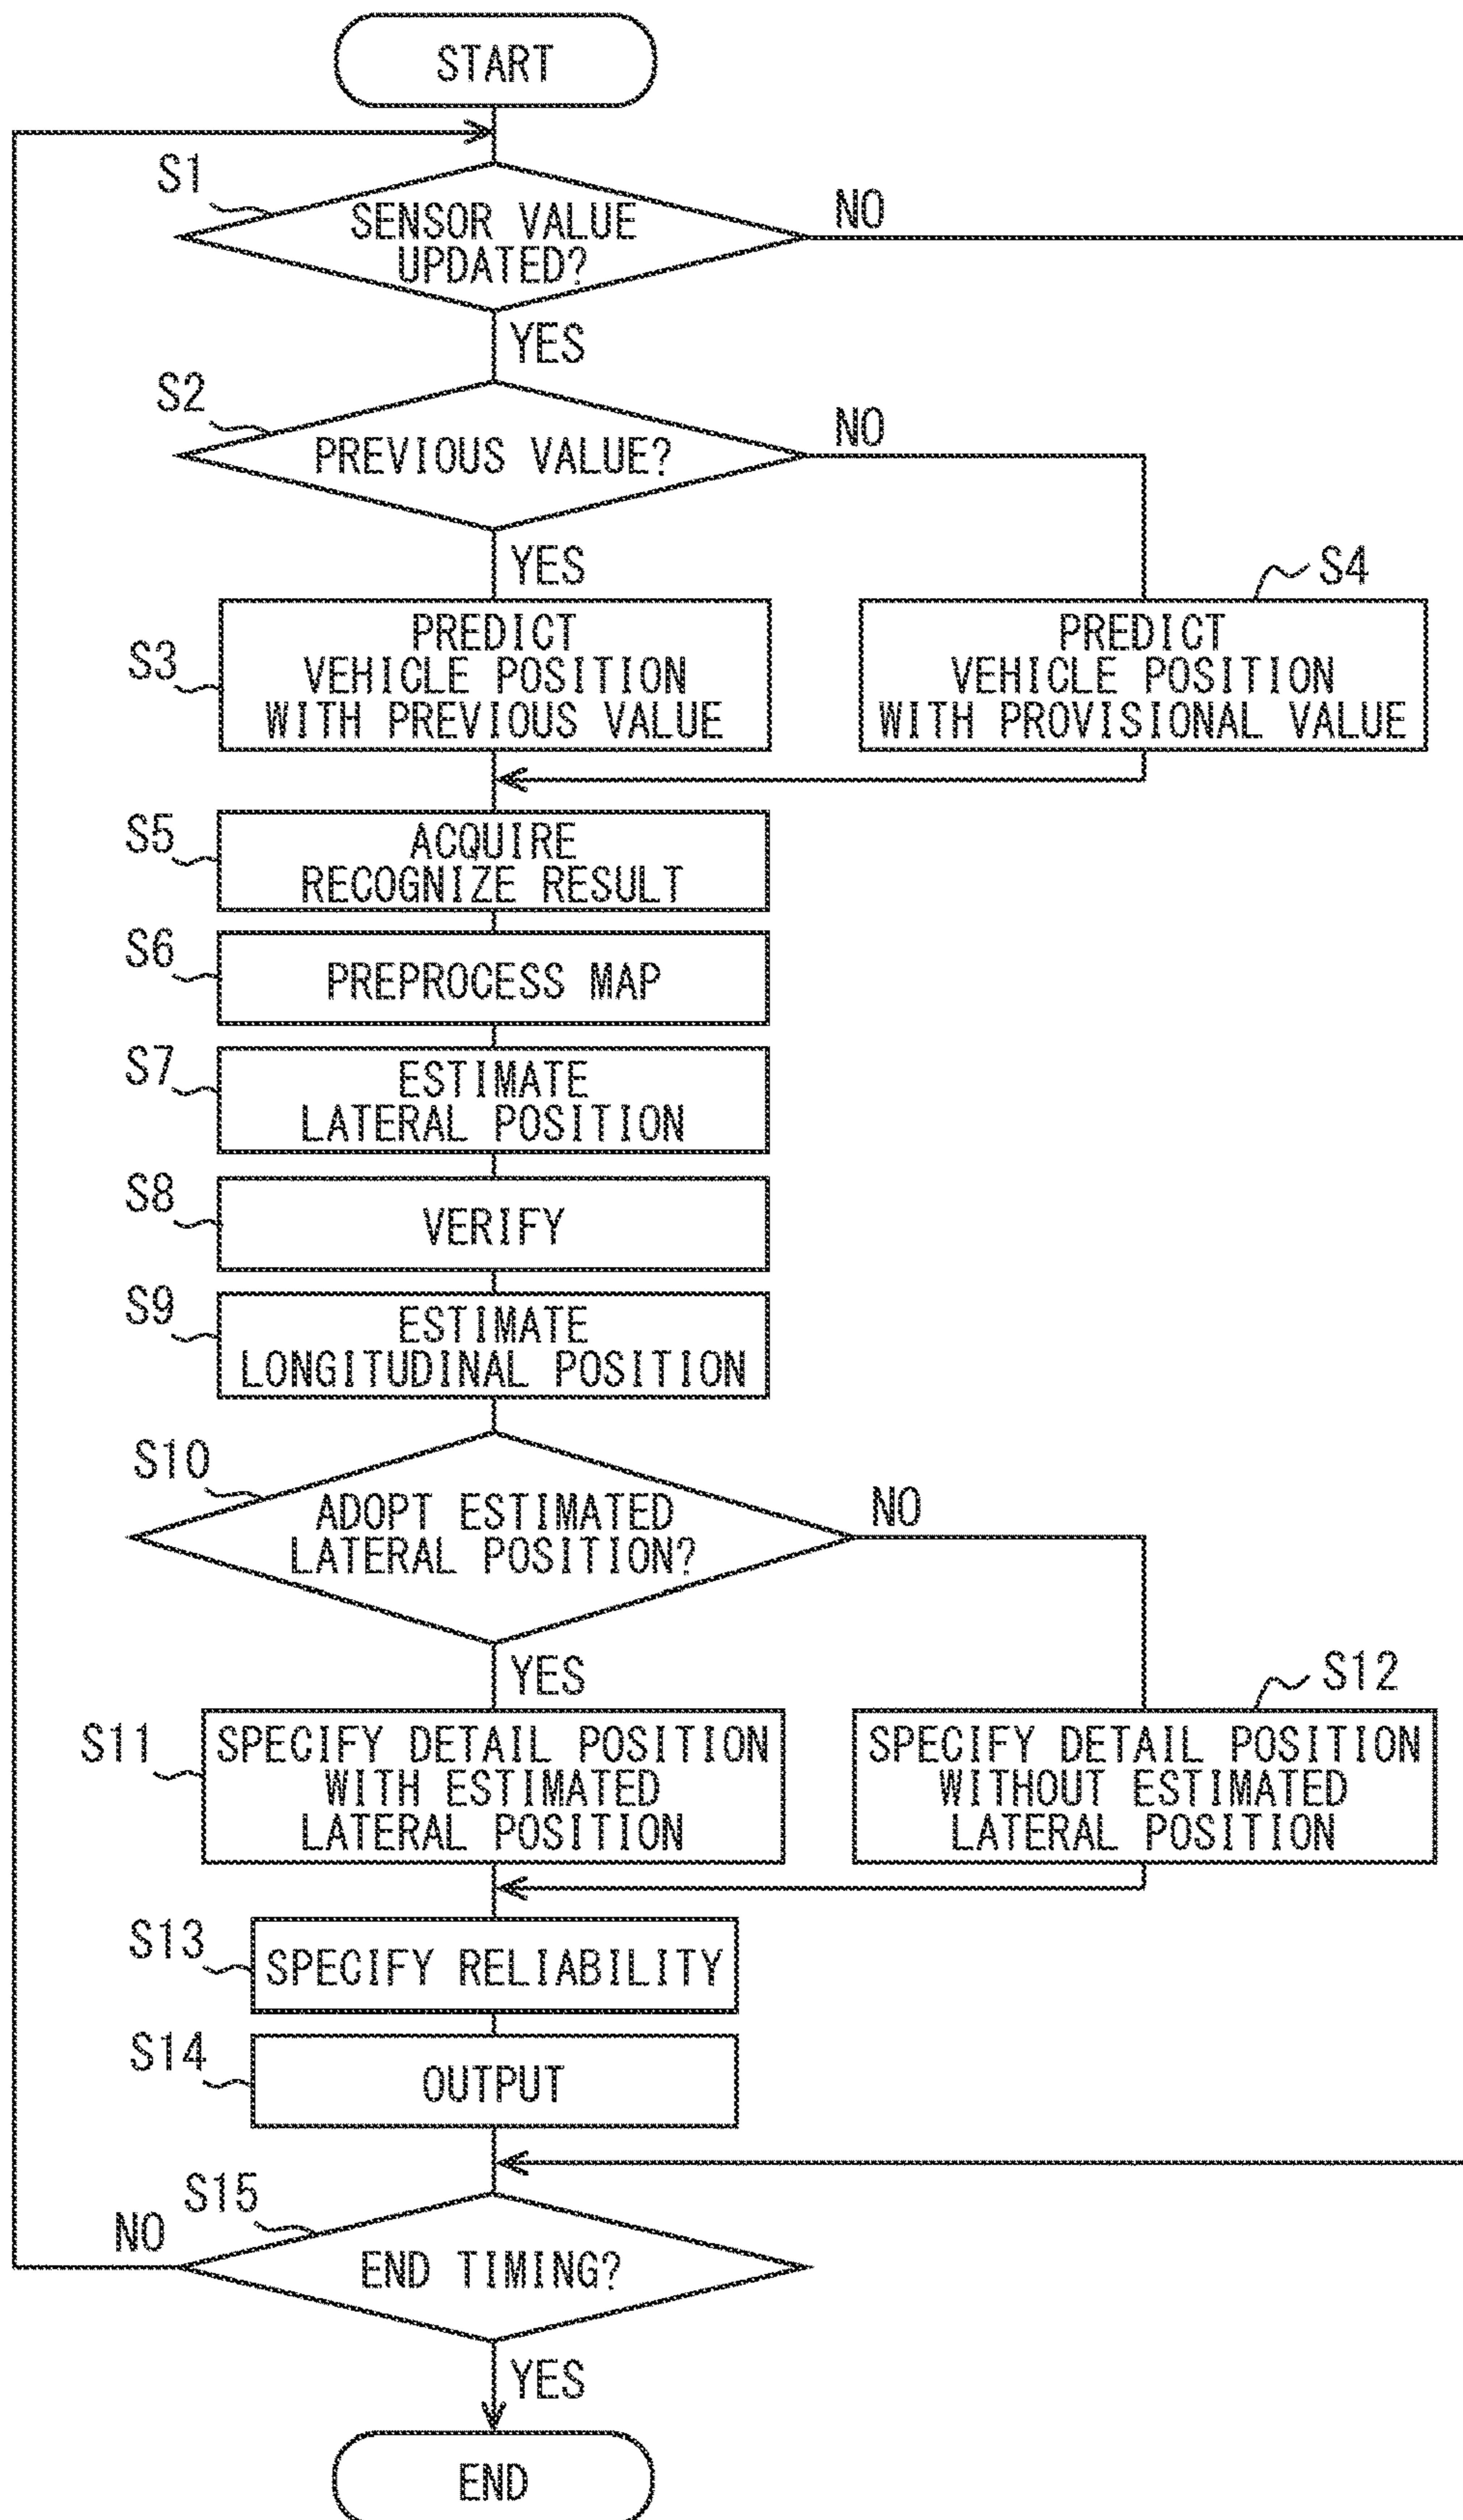 START
S1
SENSOR VALUE
UPDATED?
NO
YES
S2
PREVIOUS VALUE?
NO
YES
S3
PREDICT
VEHICLE POSITION
WITH PREVIOUS VALUE
S4
PREDICT
VEHICLE POSITION
WITH PROVISIONAL VALUE
S5
ACQUIRE
RECOGNIZE RESULT
S6
PREPROCESS MAP
S7
ESTIMATE
LATERAL POSITION
S8
VERIFY
S9
ESTIMATE
LONGITUDINAL POSITION
S10
ADOPT ESTIMATED
LATERAL POSITION?
NO
YES
S11
SPECIFY DETAIL POSITION
WITH ESTIMATED
LATERAL POSITION
S12
SPECIFY DETAIL POSITION
WITHOUT ESTIMATED
LATERAL POSITION
S13
SPECIFY RELIABILITY
S14
OUTPUT
S15
NO
END TIMING?
YES
END